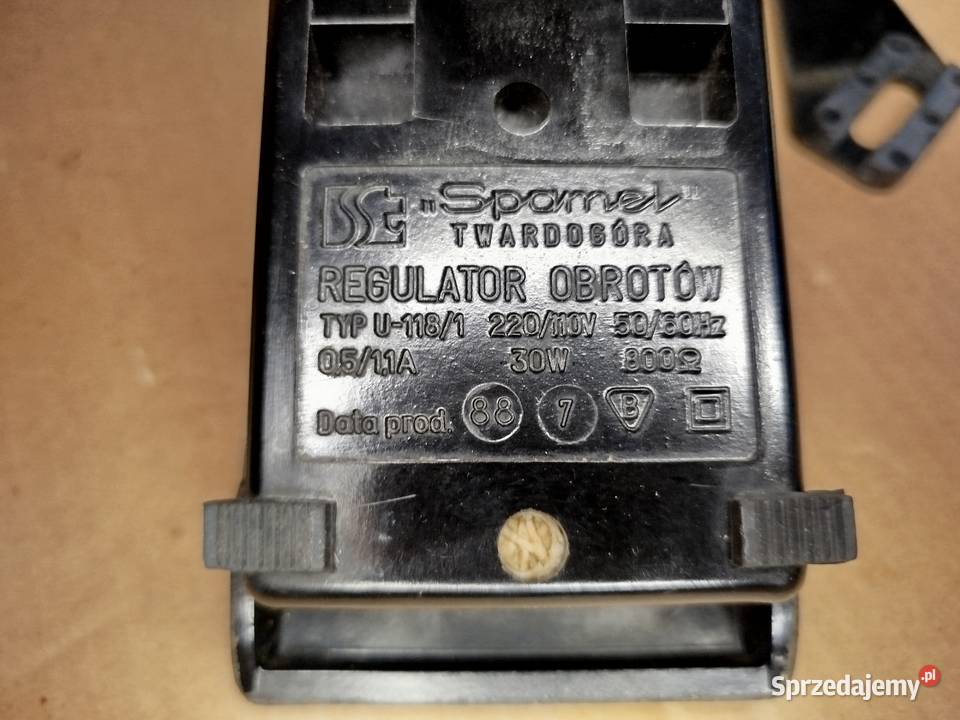 "Spamel"
TWARDOGÓRA
REGULATOR OBROTÓW
TYP U-118/1 220/110V 50/60Hz
0,5/1,1A 30W 800Ω
Data prod. 88 7 B
Sprzedajemy.pl